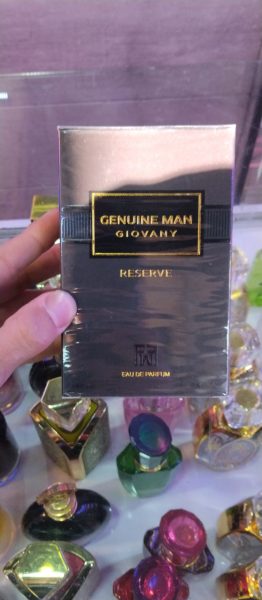 GENUINE MAN
GIOVANY
RESERVE
EAU DE PARFUM